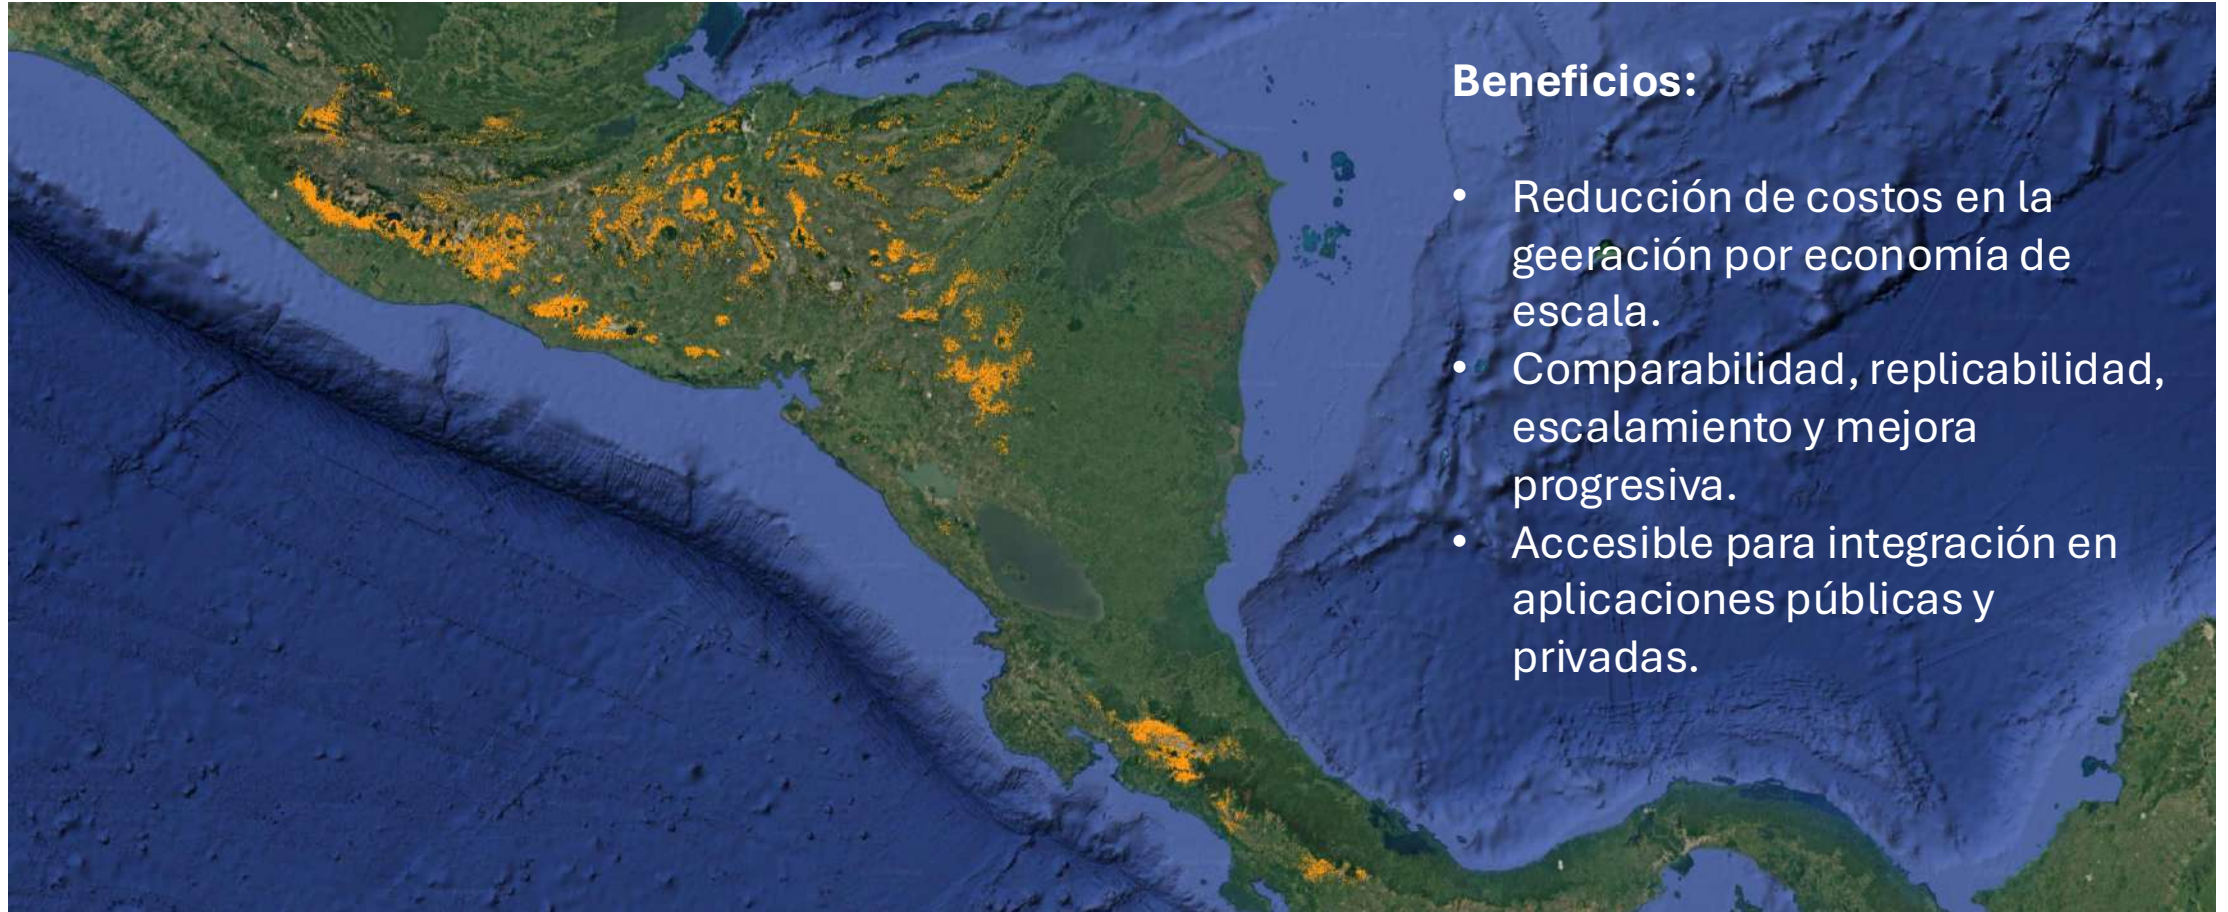 Beneficios:
• Reducción de costos en la
geeración por economía de
escala.
• Comparabilidad, replicabilidad,
escalamiento y mejora
progresiva.
• Accesible para integración en
aplicaciones públicas y
privadas.